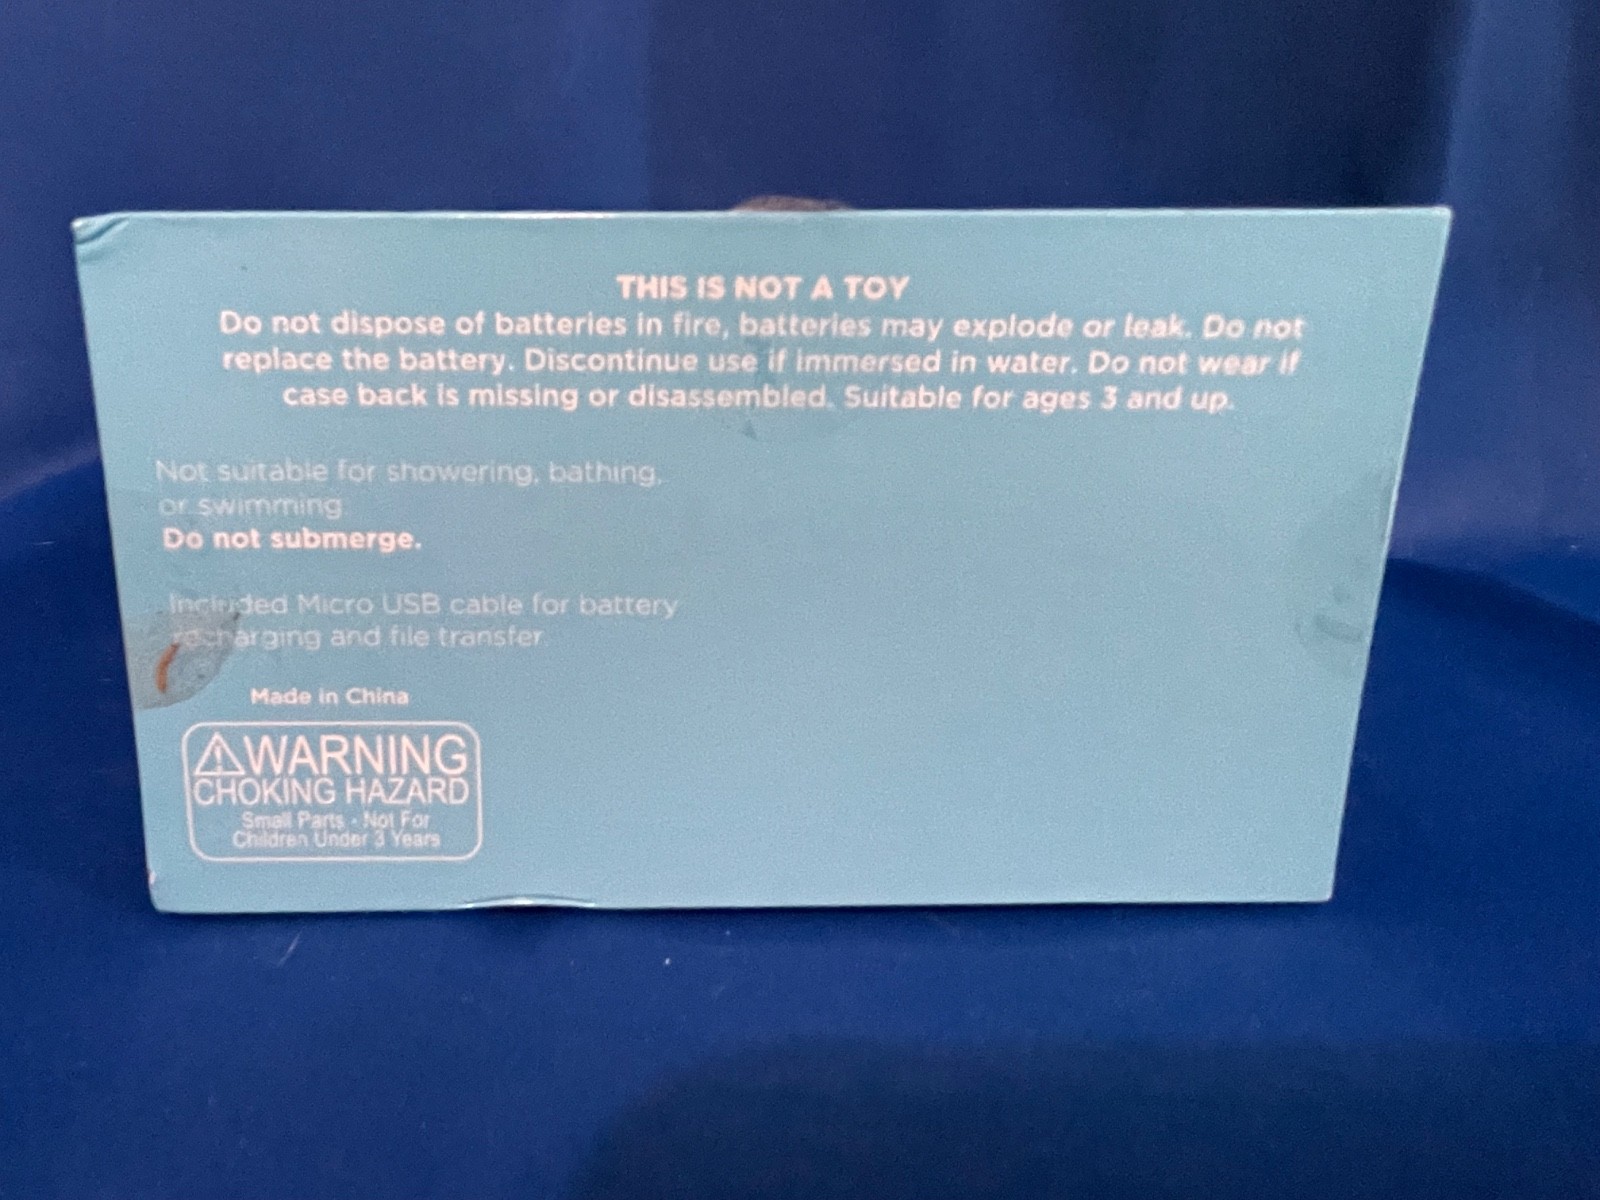 THIS IS NOT A TOY
Do not dispose of batteries in fire, batteries may explode or leak. Do not
replace the battery. Discontinue use if immersed in water. Do not wear if
case back is missing or disassembled. Suitable for ages 3 and up.
Not suitable for showering, bathing,
or swimming
Do not submerge.
Included Micro USB cable for battery
recharging and file transfer
Made in China
WARNING
CHOKING HAZARD
Small Parts - Not For
Children Under 3 Years